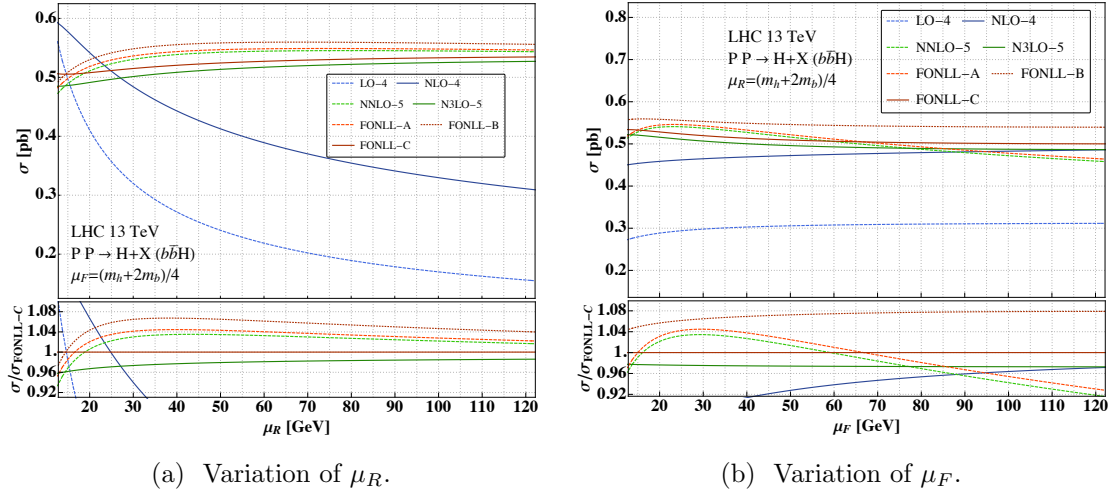 0.6
0.5
0.4
0.3
0.2
σ [pb]
LO-4 NLO-4
NNLO-5 N3LO-5
FONLL-A FONLL-B
FONLL-C
LHC 13 TeV
P P → H+X (bb̅H)
μF=(mh+2mb)/4
1.08
1.04
1.
0.96
0.92
σ/σFONLL-C
20 30 40 50 60 70 80 90 100 110 120
μR [GeV]
(a) Variation of μR.
0.8
0.7
0.6
0.5
0.4
0.3
0.2
σ [pb]
LHC 13 TeV
P P → H+X (bb̅H)
μR=(mh+2mb)/4
LO-4 NLO-4
NNLO-5 N3LO-5
FONLL-A FONLL-B
FONLL-C
1.08
1.04
1.
0.96
0.92
σ/σFONLL-C
20 30 40 50 60 70 80 90 100 110 120
μF [GeV]
(b) Variation of μF.